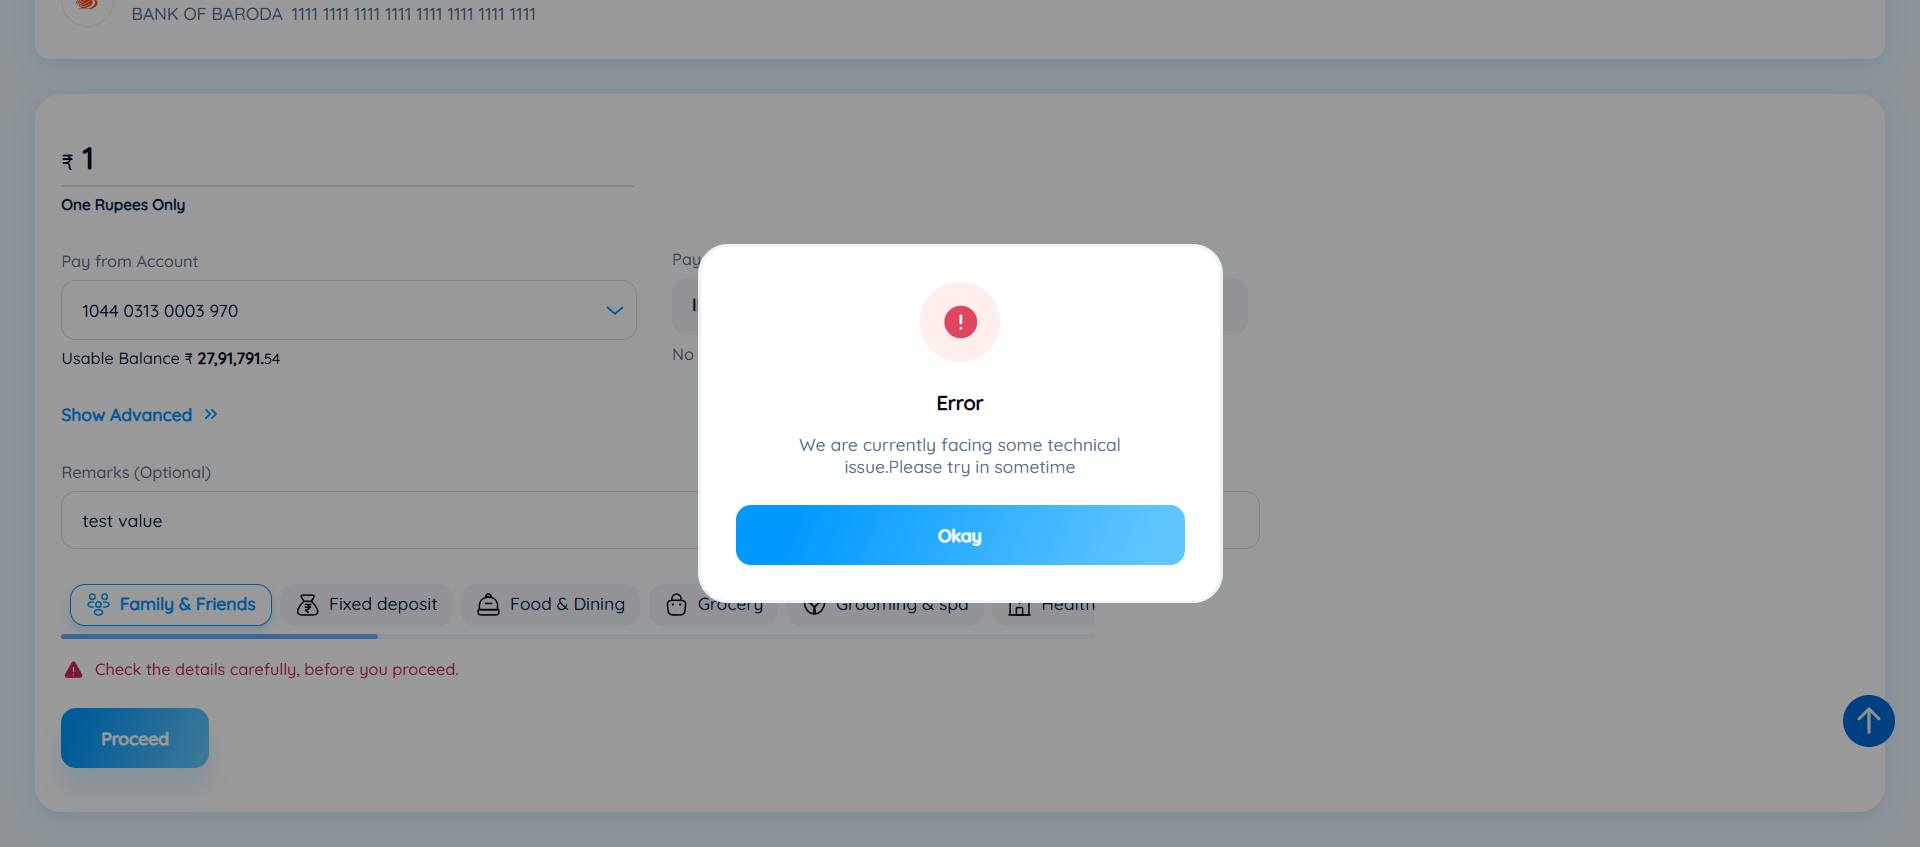 BANK OF BARODA 1111 1111 1111 1111 1111 1111 1111 1111
₹ 1
One Rupees Only
Pay from Account
Pay
1044 0313 0003 970
Usable Balance ₹ 27,91,791.54
No
Show Advanced
Remarks (Optional)
test value
Error
We are currently facing some technical
issue.Please try in sometime
Okay
Family & Friends Fixed deposit Food & Dining Grocery Grooming & spa Health
Check the details carefully, before you proceed.
Proceed